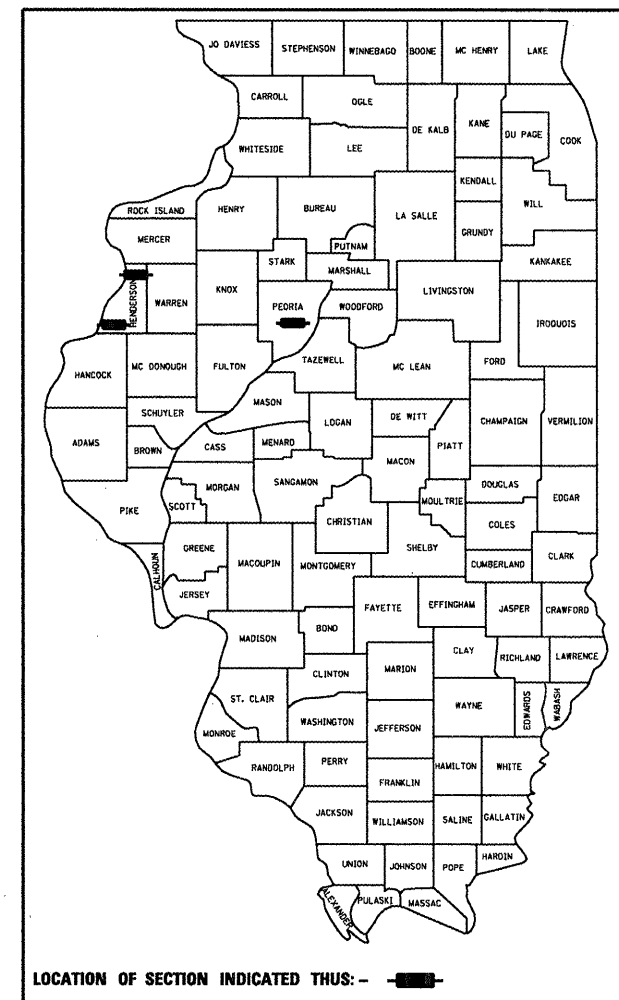 JO DAVIESS STEPHENSON WINNEBAGO BOONE MC HENRY LAKE
CARROLL OGLE DE KALB KANE DU PAGE COOK
WHITESIDE LEE
KENDALL WILL
ROCK ISLAND HENRY BUREAU LA SALLE GRUNDY
MERCER PUTNAM
STARK MARSHALL KANKAKEE
HENDERSON WARREN KNOX PEORIA WOODFORD LIVINGSTON IROQUOIS
HANCOCK MC DONOUGH FULTON TAZEWELL MC LEAN FORD
SCHUYLER MASON LOGAN DE WITT CHAMPAIGN VERMILION
ADAMS BROWN CASS MENARD MACON PIATT
PIKE SCOTT MORGAN SANGAMON MOULTRIE DOUGLAS EDGAR
CHRISTIAN COLES
CALHOUN GREENE MACOUPIN MONTGOMERY SHELBY CUMBERLAND CLARK
JERSEY FAYETTE EFFINGHAM JASPER CRAWFORD
MADISON BOND
CLINTON MARION CLAY RICHLAND LAWRENCE
ST. CLAIR WASHINGTON WAYNE EDWARDS WABASH
MONROE JEFFERSON
RANDOLPH PERRY HAMILTON WHITE
FRANKLIN
JACKSON WILLIAMSON SALINE GALLATIN
UNION JOHNSON POPE HARDIN
ALEXANDER PULASKI MASSAC
LOCATION OF SECTION INDICATED THUS: –